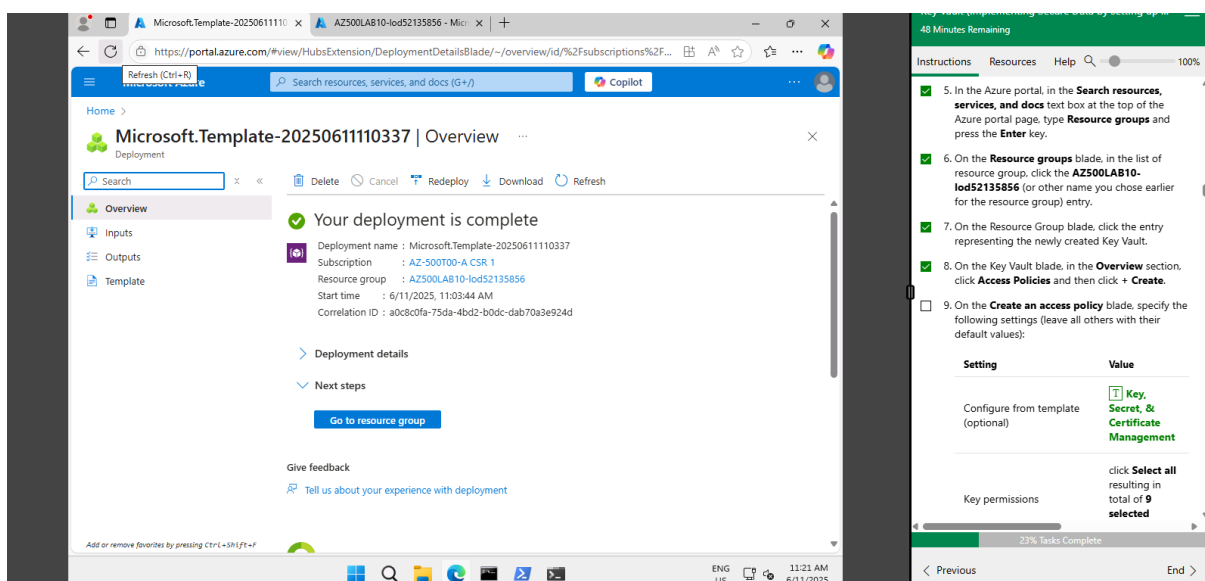 Microsoft.Template-20250611110
AZ500LAB10-lod52135856 - Micr
https://portal.azure.com/#view/HubsExtension/DeploymentDetailsBlade/~/overview/id/%2Fsubscriptions%2F...
Refresh (Ctrl+R)
Microsoft Azure
Search resources, services, and docs (G+/)
Copilot
Home >
Microsoft.Template-20250611110337 | Overview
Deployment
Search
Delete
Cancel
Redeploy
Download
Refresh
Overview
Inputs
Outputs
Template
Your deployment is complete
Deployment name : Microsoft.Template-20250611110337
Subscription : AZ-500T00-A CSR 1
Resource group : AZ500LAB10-lod52135856
Start time : 6/11/2025, 11:03:44 AM
Correlation ID : a0c8c0fa-75da-4bd2-b0dc-dab70a3e924d
Deployment details
Next steps
Go to resource group
Give feedback
Tell us about your experience with deployment
Add or remove favorites by pressing Ctrl+Shift+F
ENG
US
11:21 AM
6/11/2025
Key Vault (Implementing Secure Data by setting up ...
48 Minutes Remaining
Instructions Resources Help 100%
5. In the Azure portal, in the Search resources,
services, and docs text box at the top of the
Azure portal page, type Resource groups and
press the Enter key.
6. On the Resource groups blade, in the list of
resource group, click the AZ500LAB10-
lod52135856 (or other name you chose earlier
for the resource group) entry.
7. On the Resource Group blade, click the entry
representing the newly created Key Vault.
8. On the Key Vault blade, in the Overview section,
click Access Policies and then click + Create.
9. On the Create an access policy blade, specify the
following settings (leave all others with their
default values):
Setting Value
Configure from template
(optional)
T Key,
Secret, &
Certificate
Management
Key permissions
click Select all
resulting in
total of 9
selected
23% Tasks Complete
< Previous
End >